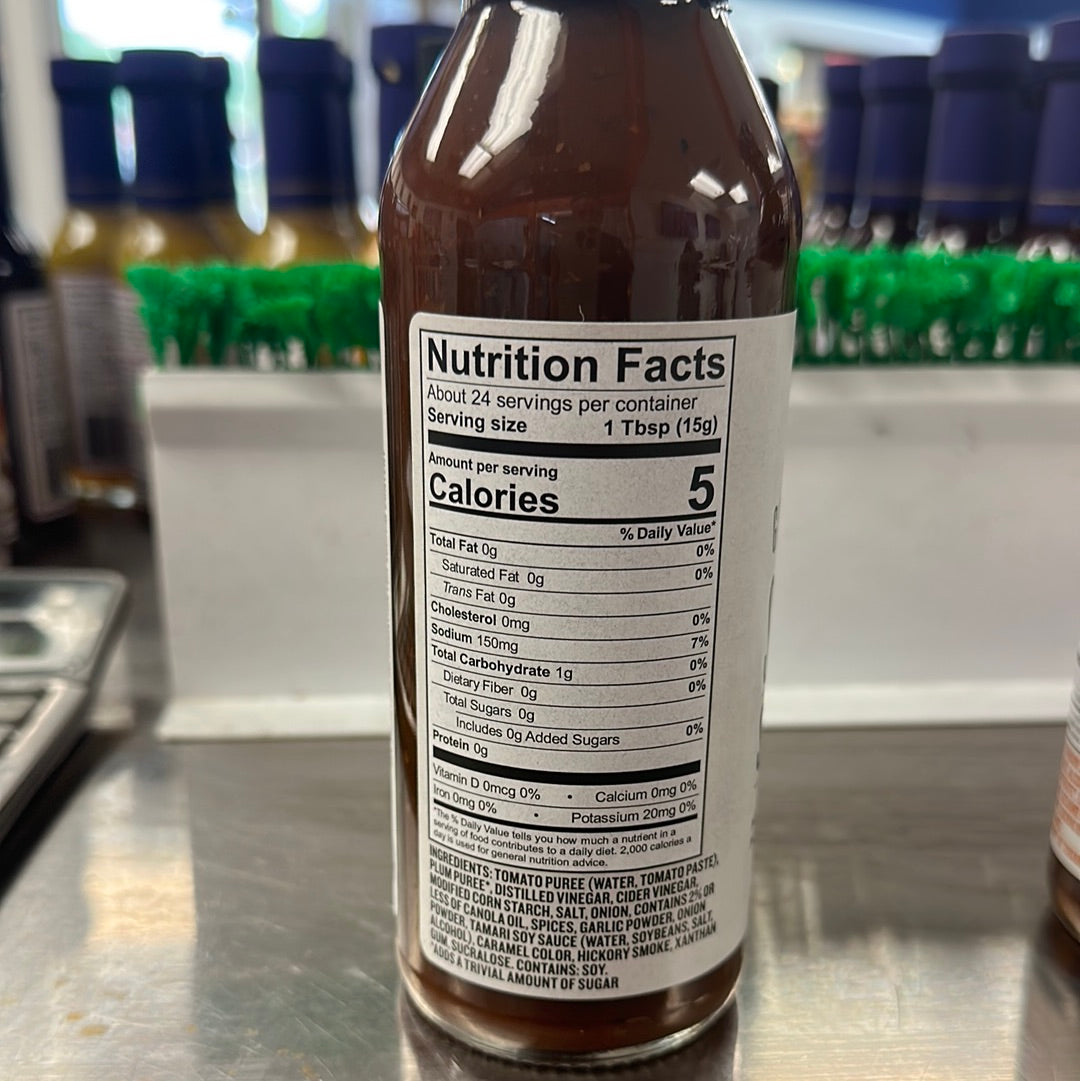 Nutrition Facts
About 24 servings per container
Serving size 1 Tbsp (15g)
Amount per serving
Calories 5
% Daily Value*
Total Fat 0g 0%
Saturated Fat 0g 0%
Trans Fat 0g
Cholesterol 0mg 0%
Sodium 150mg 7%
Total Carbohydrate 1g 0%
Dietary Fiber 0g 0%
Total Sugars 0g
Includes 0g Added Sugars 0%
Protein 0g
Vitamin D 0mcg 0% • Calcium 0mg 0%
Iron 0mg 0% • Potassium 20mg 0%
*The % Daily Value tells you how much a nutrient in a
serving of food contributes to a daily diet. 2,000 calories a
day is used for general nutrition advice.
INGREDIENTS: TOMATO PUREE (WATER, TOMATO PASTE),
PLUM PUREE*, DISTILLED VINEGAR, CIDER VINEGAR,
MODIFIED CORN STARCH, SALT, ONION, CONTAINS 2% OR
LESS OF CANOLA OIL, SPICES, GARLIC POWDER, ONION
POWDER, TAMARI SOY SAUCE (WATER, SOYBEANS, SALT,
ALCOHOL), CARAMEL COLOR, HICKORY SMOKE, XANTHAN
GUM, SUCRALOSE. CONTAINS: SOY.
*ADDS A TRIVIAL AMOUNT OF SUGAR